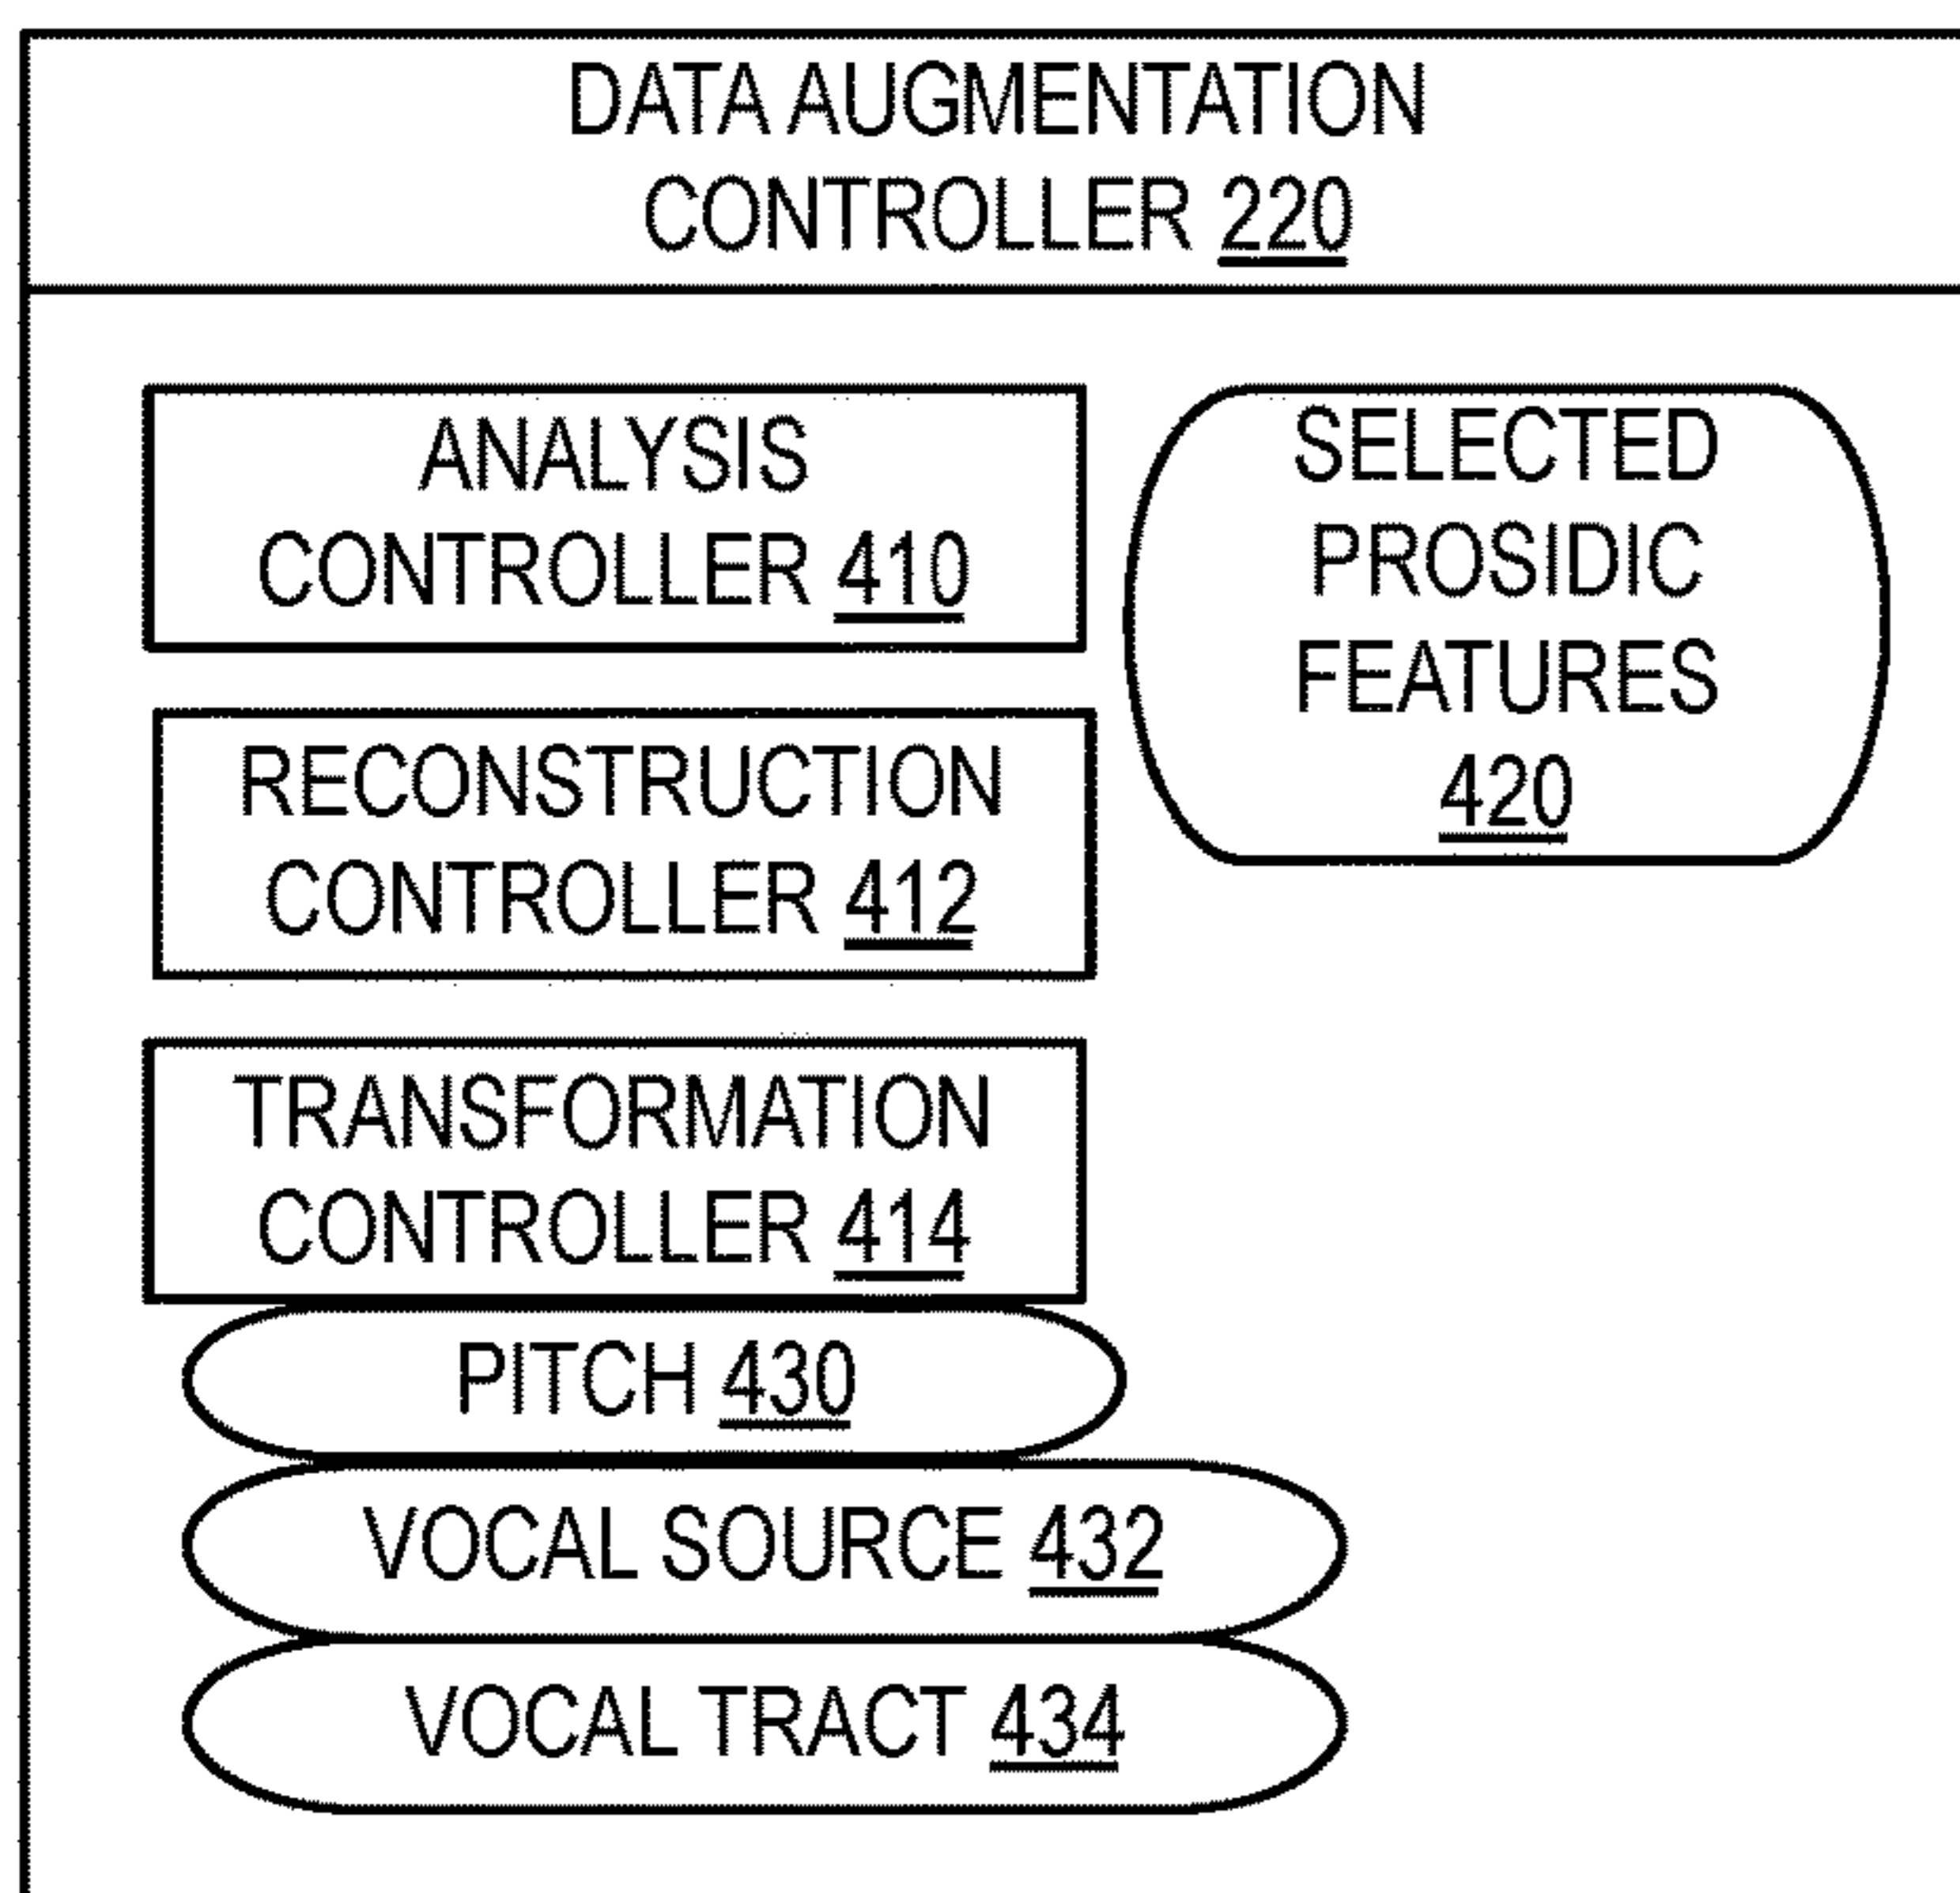 DATA AUGMENTATION
CONTROLLER 220
ANALYSIS
CONTROLLER 410
SELECTED
PROSIDIC
FEATURES
420
RECONSTRUCTION
CONTROLLER 412
TRANSFORMATION
CONTROLLER 414
PITCH 430
VOCAL SOURCE 432
VOCAL TRACT 434